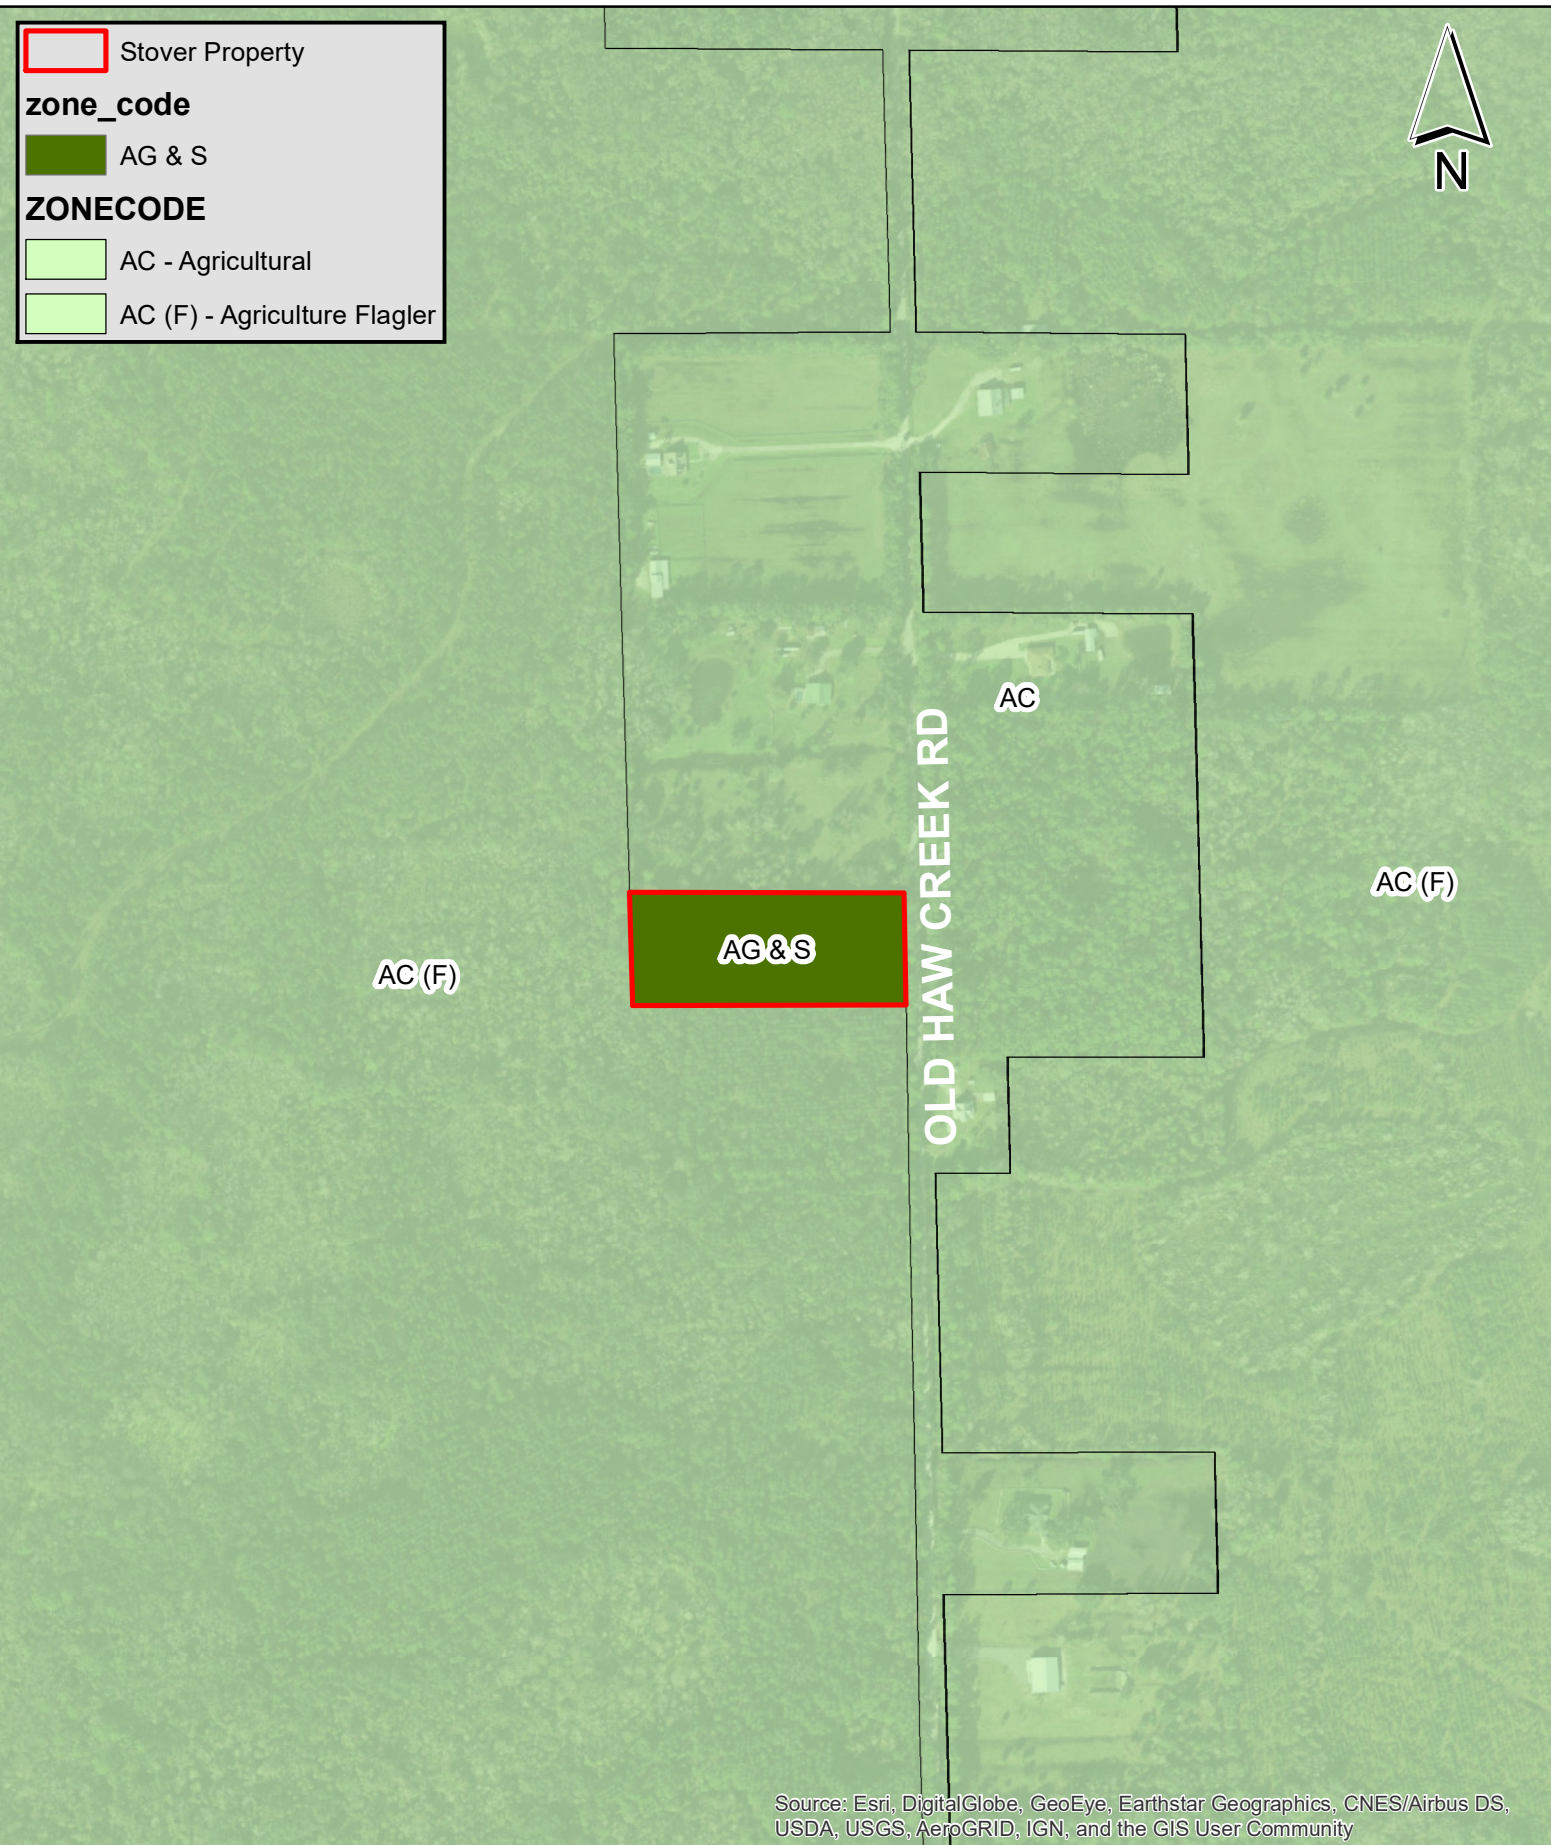 Stover Property
zone_code
AG & S
ZONECODE
AC - Agricultural
AC (F) - Agriculture Flagler
N
AC
OLD HAW CREEK RD
AC (F)
AG & S
AC (F)
Source: Esri, DigitalGlobe, GeoEye, Earthstar Geographics, CNES/Airbus DS,
USDA, USGS, AeroGRID, IGN, and the GIS User Community